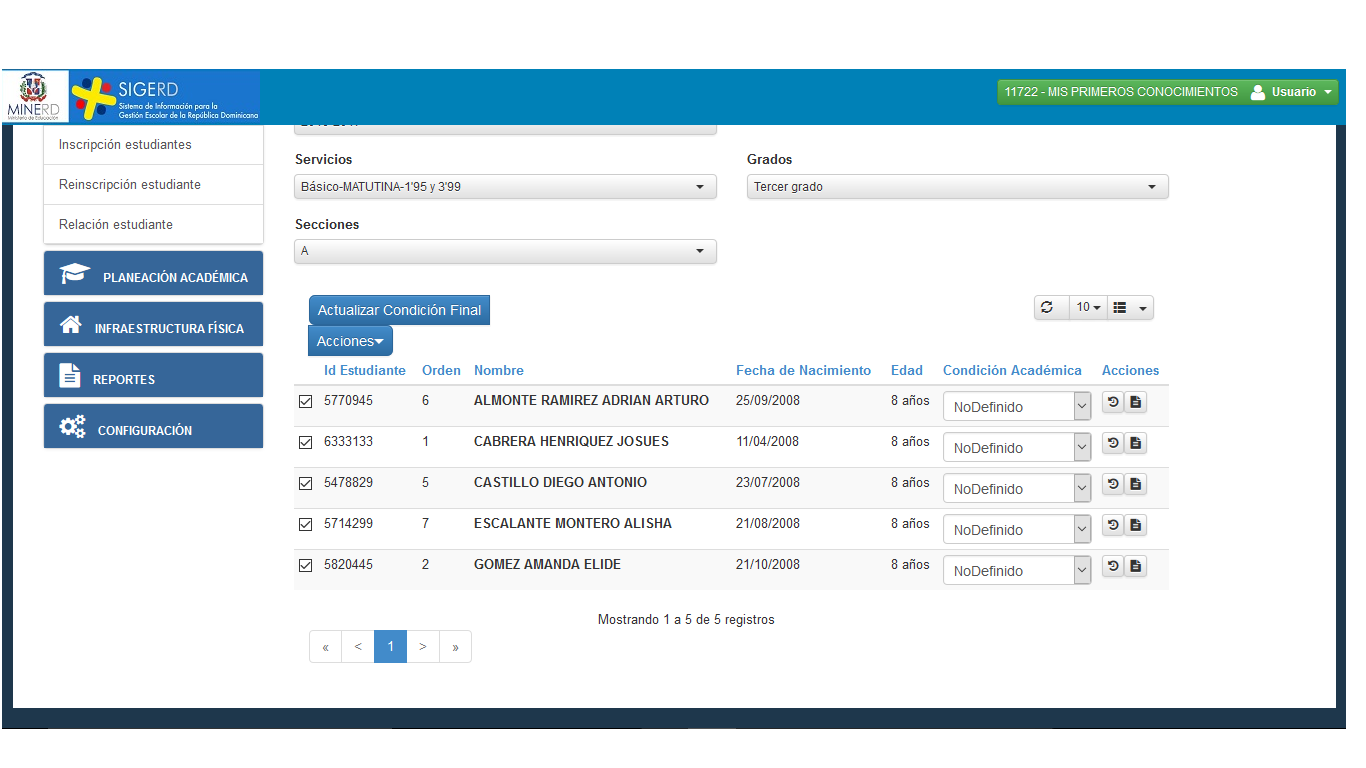 MINERD
Ministerio de Educación
SIGERD
Sistema de Información para la
Gestión Escolar de la República Dominicana
11722 - MIS PRIMEROS CONOCIMIENTOS
Usuario
Inscripción estudiantes
Reinscripción estudiante
Relación estudiante
PLANEACIÓN ACADÉMICA
INFRAESTRUCTURA FÍSICA
REPORTES
CONFIGURACIÓN
Servicios
Grados
Básico-MATUTINA-1'95 y 3'99
Tercer grado
Secciones
A
Actualizar Condición Final
10
Acciones
Id Estudiante Orden Nombre Fecha de Nacimiento Edad Condición Académica Acciones
5770945 6 ALMONTE RAMIREZ ADRIAN ARTURO 25/09/2008 8 años NoDefinido
6333133 1 CABRERA HENRIQUEZ JOSUES 11/04/2008 8 años NoDefinido
5478829 5 CASTILLO DIEGO ANTONIO 23/07/2008 8 años NoDefinido
5714299 7 ESCALANTE MONTERO ALISHA 21/08/2008 8 años NoDefinido
5820445 2 GOMEZ AMANDA ELIDE 21/10/2008 8 años NoDefinido
Mostrando 1 a 5 de 5 registros
« < 1 > »